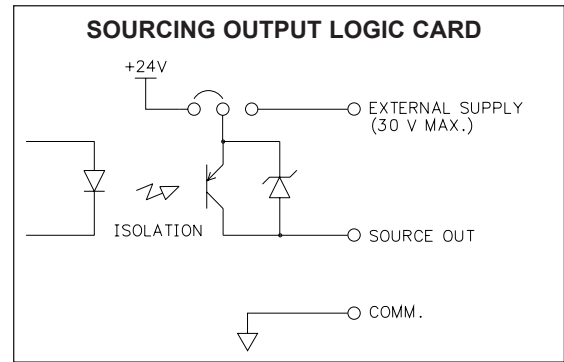 SOURCING OUTPUT LOGIC CARD
+24V
EXTERNAL SUPPLY
(30 V MAX.)
ISOLATION
SOURCE OUT
COMM.